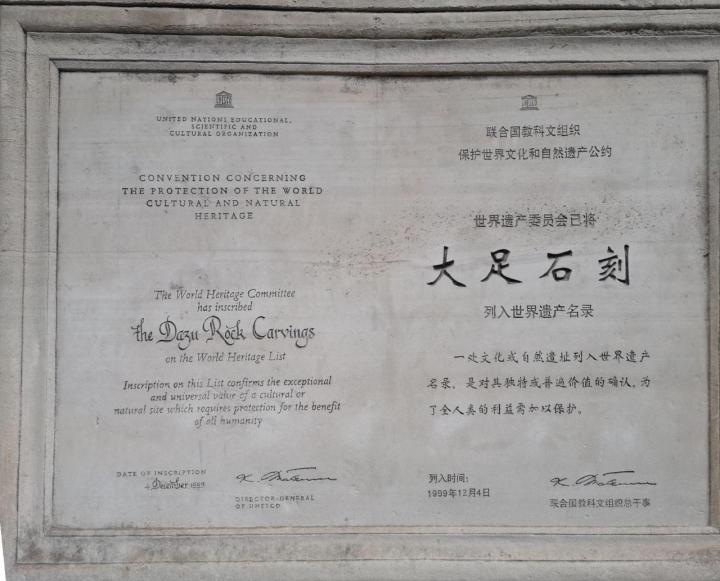 UNITED NATIONS EDUCATIONAL,
SCIENTIFIC AND
CULTURAL ORGANIZATION
CONVENTION CONCERNING
THE PROTECTION OF THE WORLD
CULTURAL AND NATURAL
HERITAGE
The World Heritage Committee
has inscribed
the Dazu Rock Carvings
on the World Heritage List
Inscription on this List confirms the exceptional
and universal value of a cultural or
natural site which requires protection for the benefit
of all humanity
DATE OF INSCRIPTION
4 December 1999
DIRECTOR-GENERAL
OF UNESCO
联合国教科文组织
保护世界文化和自然遗产公约
世界遗产委员会已将
大足石刻
列入世界遗产名录
一处文化或自然遗址列入世界遗产
名录，是对其独特或普遍价值的确认，为
了全人类的利益需加以保护。
列入时间：
1999年12月4日
联合国教科文组织总干事